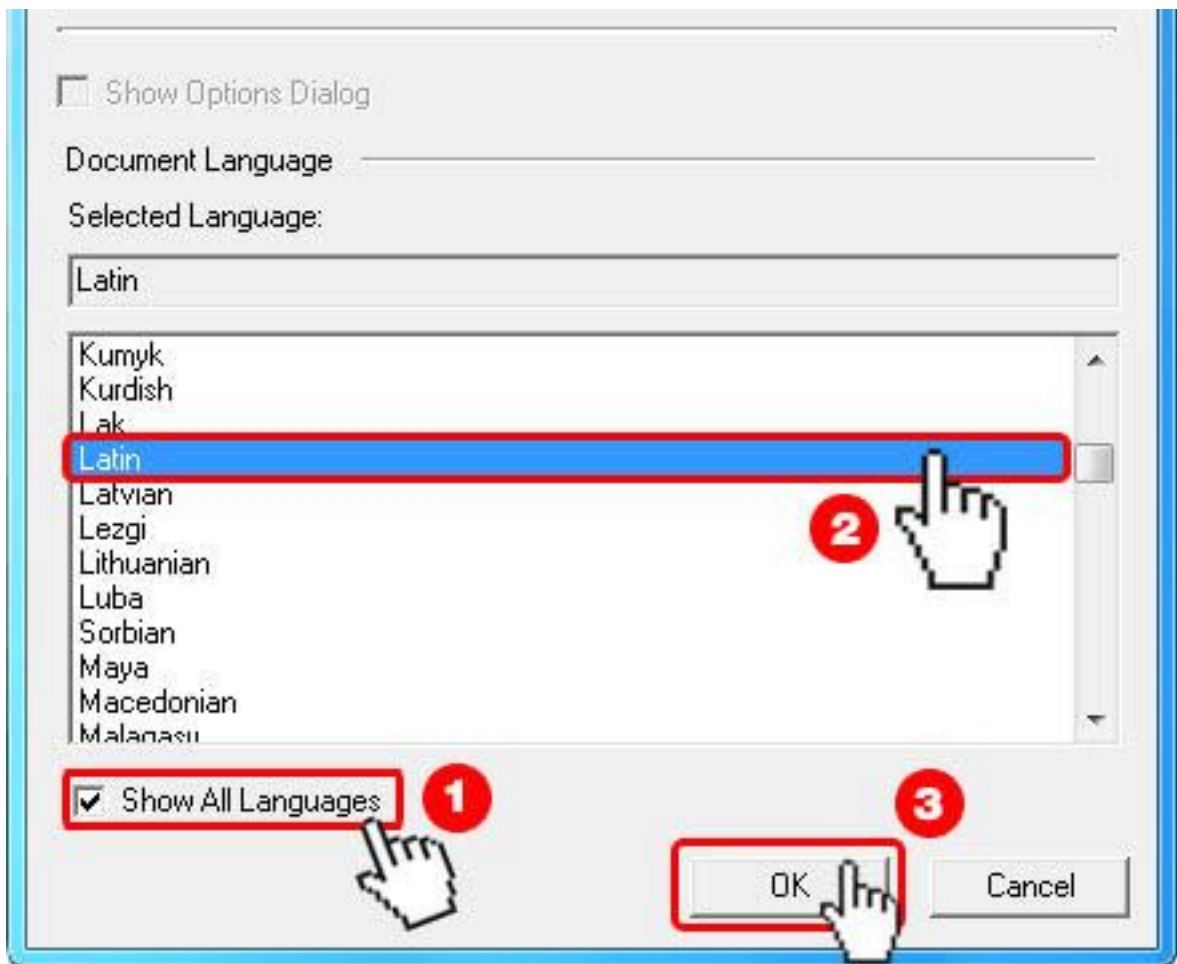 Show Options Dialog
Document Language
Selected Language:
Latin
Kumyk
Kurdish
Lak
Latin
Latvian
Lezgi
Lithuanian
Luba
Sorbian
Maya
Macedonian
Malagasy
2
Show All Languages 1
3
OK Cancel